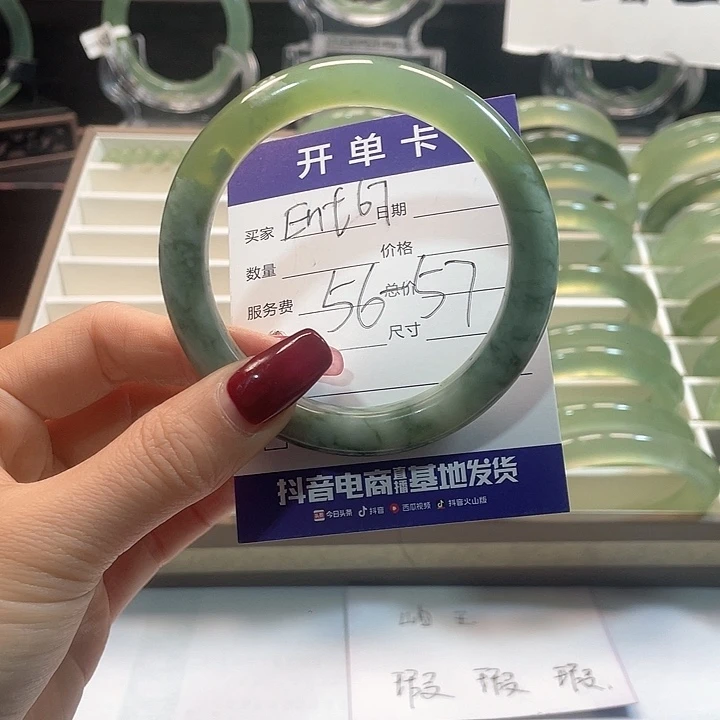 开单卡
买家 Enf67 日期
数量 价格
服务费 56 总价 57
尺寸
抖音电商直播基地发货
今日头条 抖音 西瓜视频 抖音火山版
瑕 瑕 瑕.